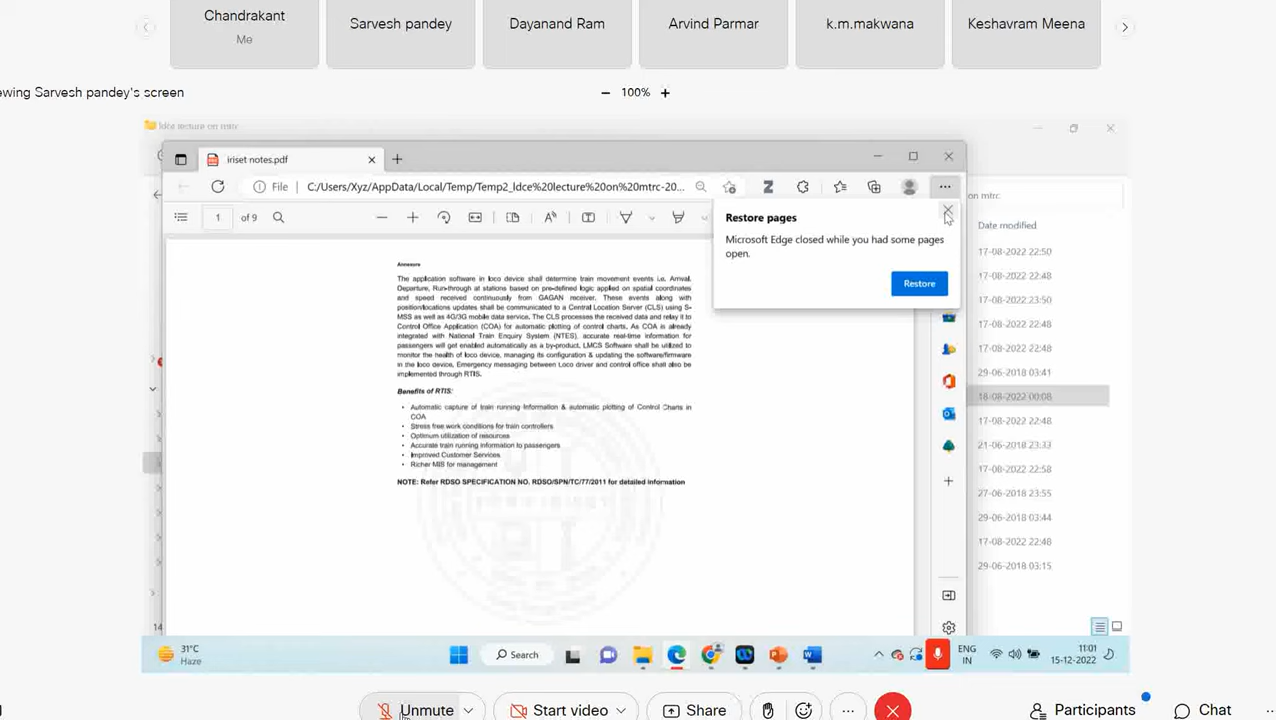 Chandrakant
Me
Sarvesh pandey
Dayanand Ram
Arvind Parmar
k.m.makwana
Keshavram Meena
ewing Sarvesh pandey's screen
100%
Idce lecture on mtrc
iriset notes.pdf
File
C:/Users/Xyz/AppData/Local/Temp/Temp2_Idce%20lecture%20on%20mtrc-20...
on mtrc
1
of 9
Restore pages
Microsoft Edge closed while you had some pages
open.
Restore
Date modified
17-08-2022 22:50
17-08-2022 22:48
17-08-2022 23:50
17-08-2022 22:48
17-08-2022 22:48
29-06-2018 03:41
18-08-2022 00:08
17-08-2022 22:48
21-06-2018 23:33
17-08-2022 22:58
27-06-2018 23:55
29-06-2018 03:44
17-08-2022 22:48
29-06-2018 03:15
Annexure
The application software in loco device shall determine train movement events i.e. Arrival,
Departure, Run-through at stations based on pre-defined logic applied on spatial coordinates
and speed received continuously from GAGAN receiver. These events along with
position/locations updates shall be communicated to a Central Location Server (CLS) using S-
MSS as well as 4G/3G mobile data service. The CLS processes the received data and relay it to
Control Office Application (COA) for automatic plotting of control charts. As COA is already
integrated with National Train Enquiry System (NTES), accurate real-time information for
passengers will get enabled automatically as a by-product. LMCS Software shall be utilized to
monitor the health of loco device, managing its configuration & updating the software/firmware
in the loco device, Emergency messaging between Loco driver and control office shall also be
implemented through RTIS.
Benefits of RTIS:
• Automatic capture of train running Information & automatic plotting of Control Charts in
COA
• Stress free work conditions for train controllers
• Optimum utilization of resources
• Accurate train running information to passengers
• Improved Customer Services
• Richer MIS for management
NOTE: Refer RDSO SPECIFICATION NO. RDSO/SPN/TC/77/2011 for detailed information
14
31°C
Haze
Search
ENG
IN
11:01
15-12-2022
Unmute
Start video
Share
Participants
Chat